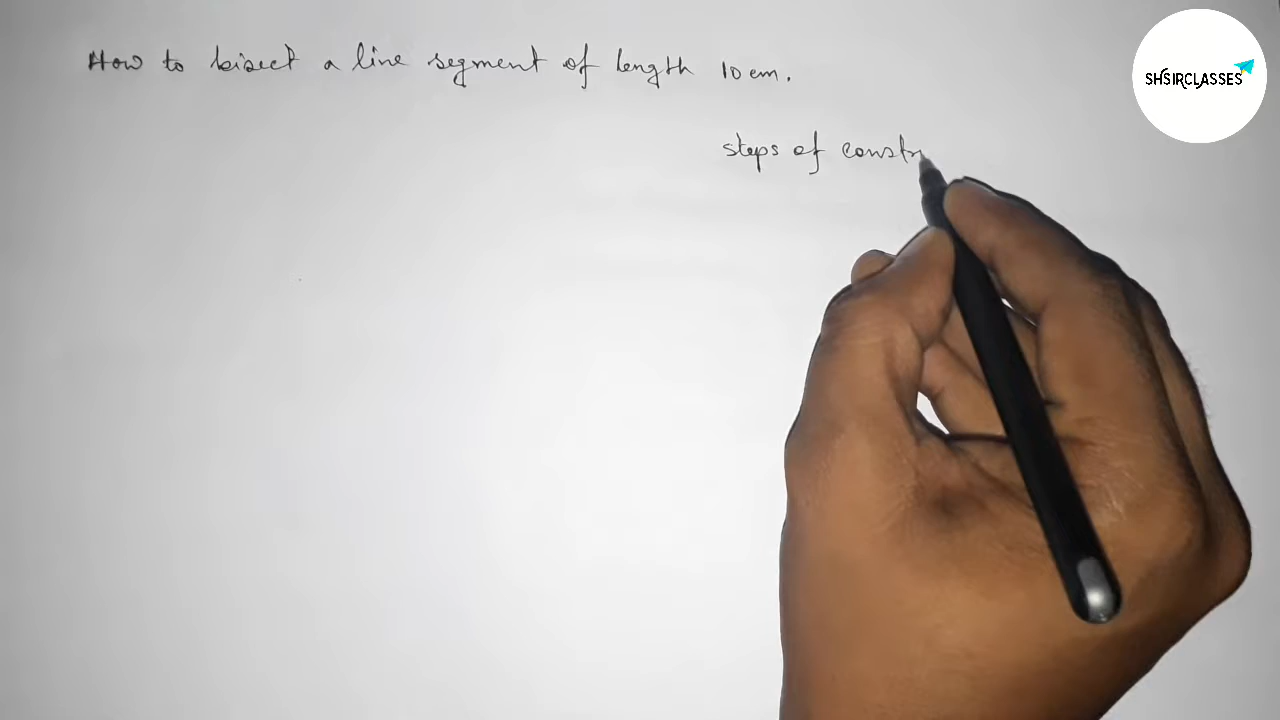 How to bisect a line segment of length 10 cm.
SHSIRCLASSES
steps of constr